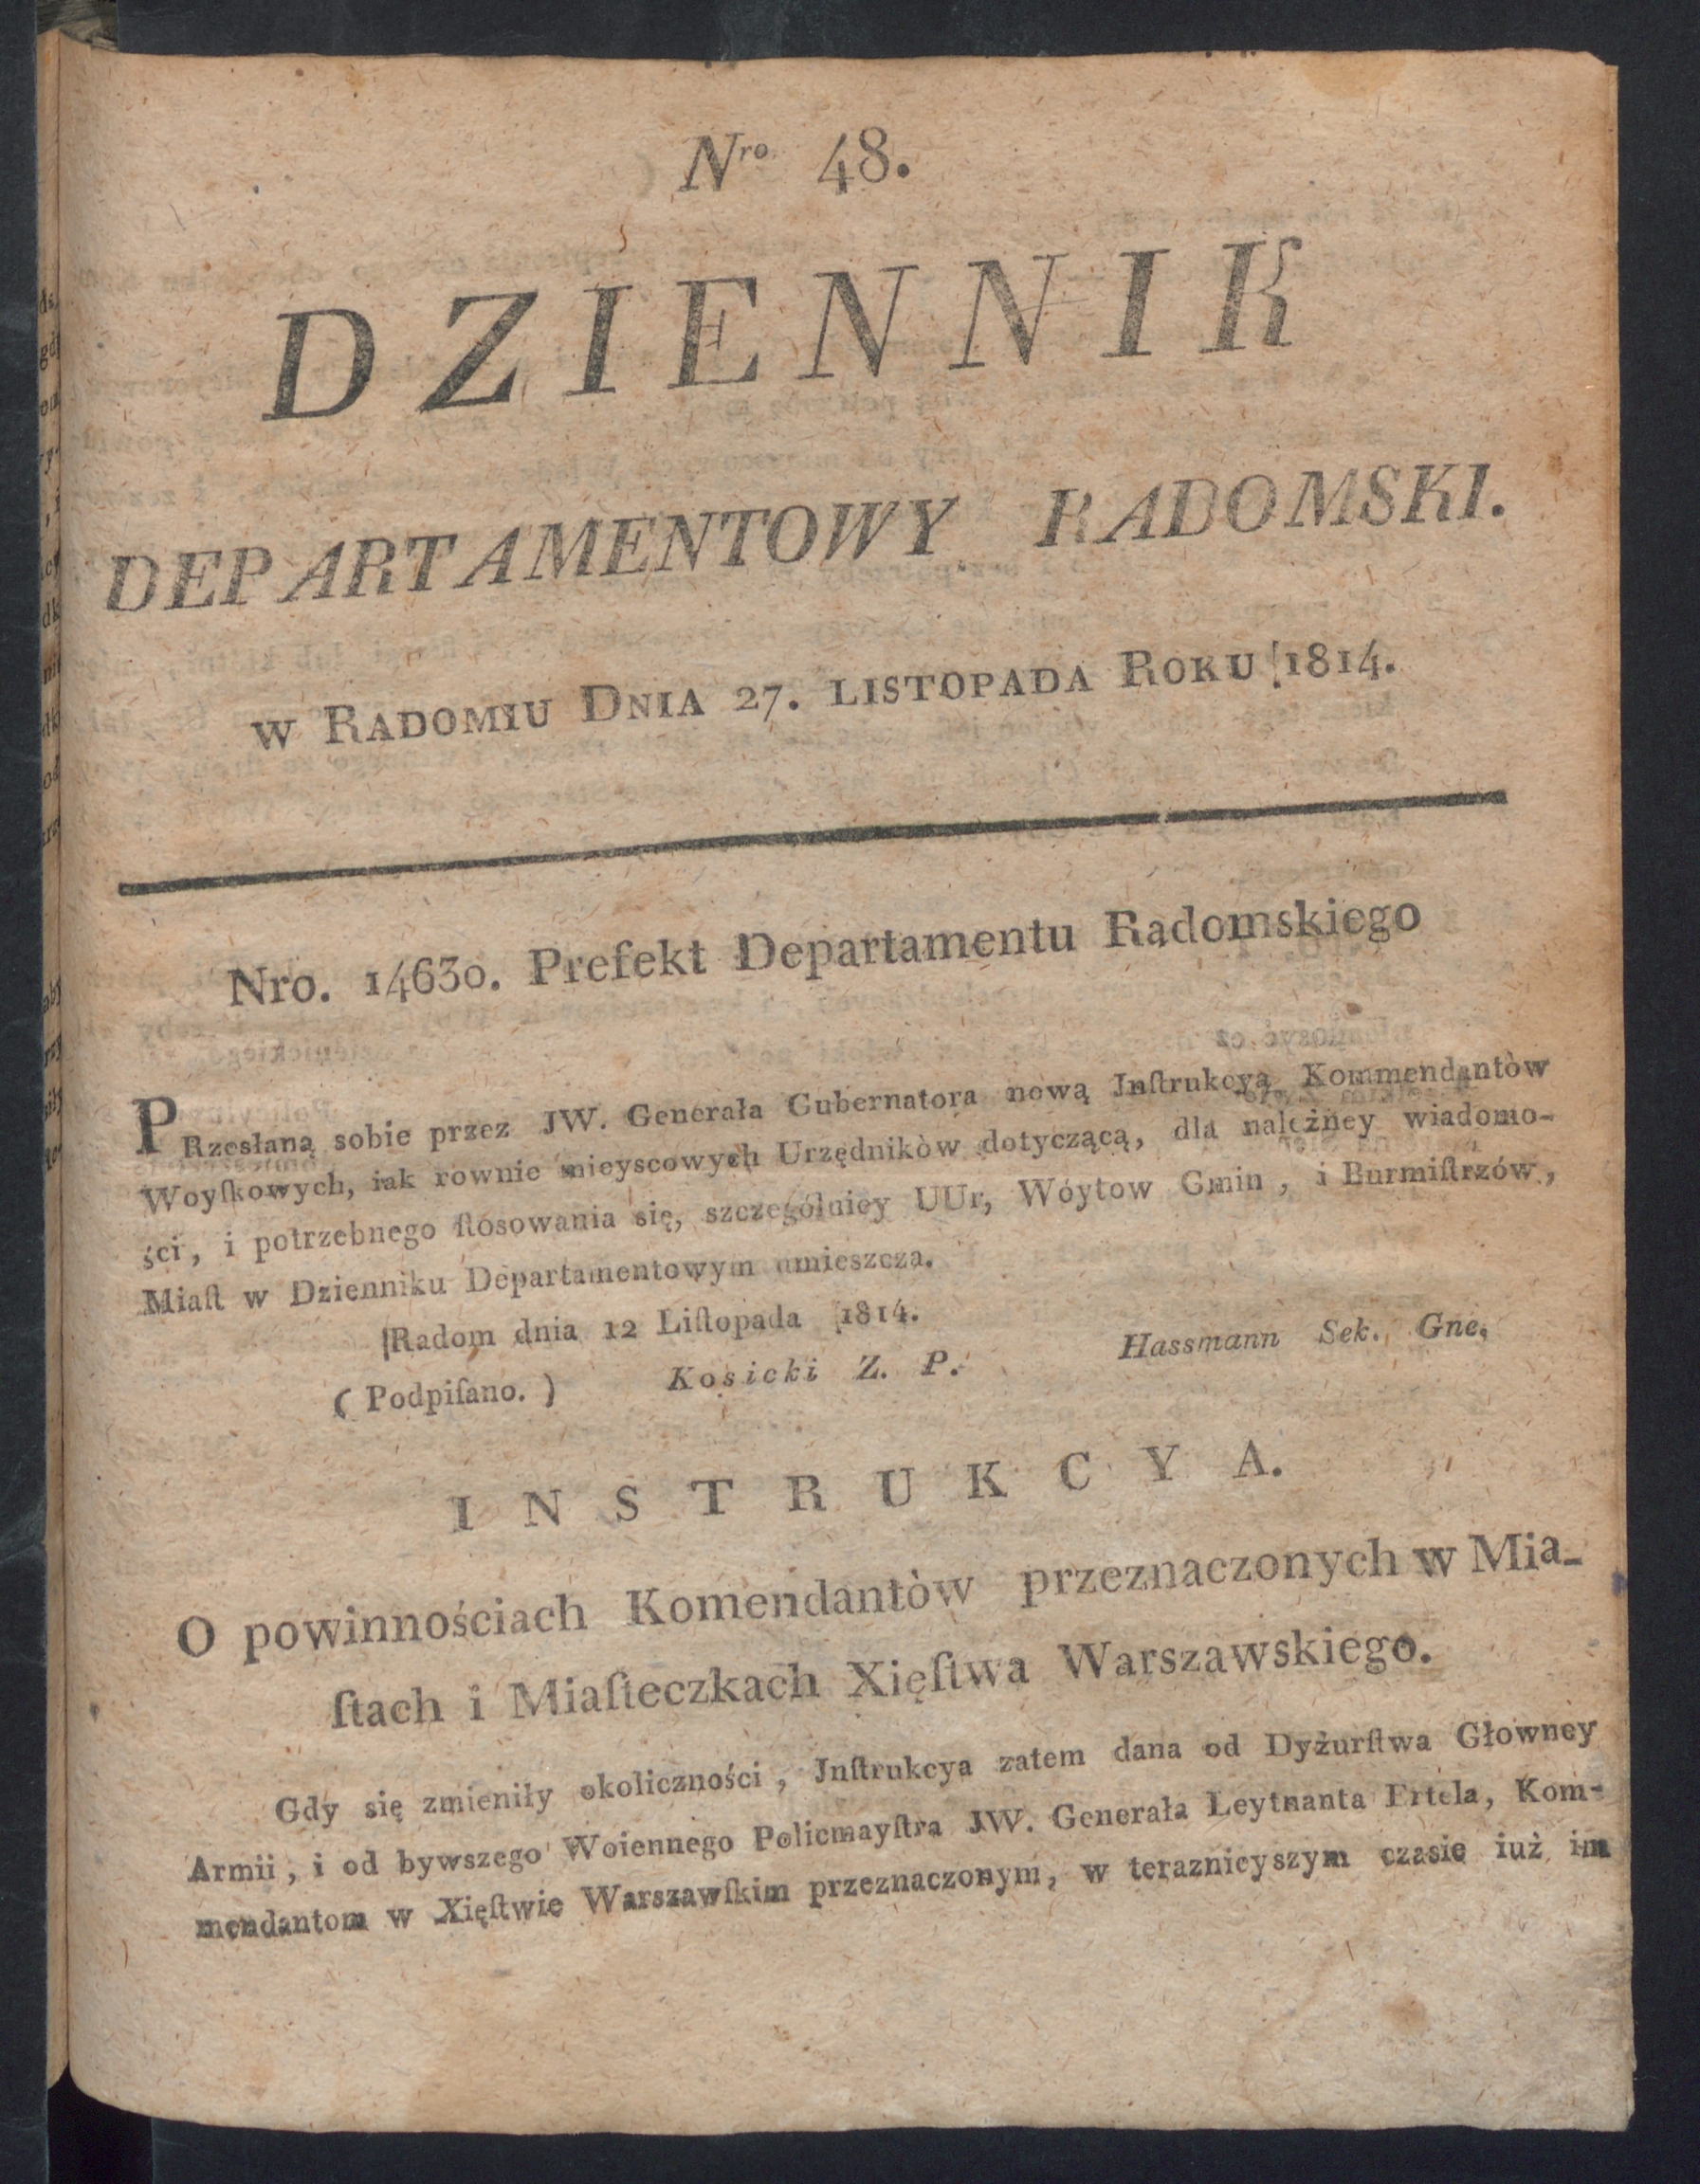 Nro 48.
DZIENNIK
DEPARTAMENTOWY RADOMSKI.
w Radomiu Dnia 27. listopada Roku 1814.
Nro. 14630. Prefekt Departamentu Radomskiego
PRzesłaną sobie przez JW. Generała Gubernatora nową Inſtrukcyą Kommendantòw
Woyſkowych, iak rownie mieyscowych Urzędnikòw dotyczącą, dla należney wiadomo-
ści, i potrzebnego ſtosowania się, szczególniey UUr, Wóytow Gmin, i Burmiſtrzów,
Miaſt w Dzienniku Departamentowym umieszcza.
Radom dnia 12 Liſtopada 1814.
(Podpiſano.) Kosicki Z. P. Hassmann Sek. Gne.
INSTRUKCYA.
O powinnościach Komendantòw przeznaczonych w Mia-
ſtach i Miaſteczkach Xięſtwa Warszawskiego.
Gdy się zmieniły okoliczności, Jnſtrukcya zatem dana od Dyżurſtwa Głowney
Armii, i od bywszego Woiennego Policmayſtra JW. Generała Leytnanta Ertela, Kom-
mendantom w Xięſtwie Warszawſkim przeznaczonym, w teraznieyszym czasie iuż im